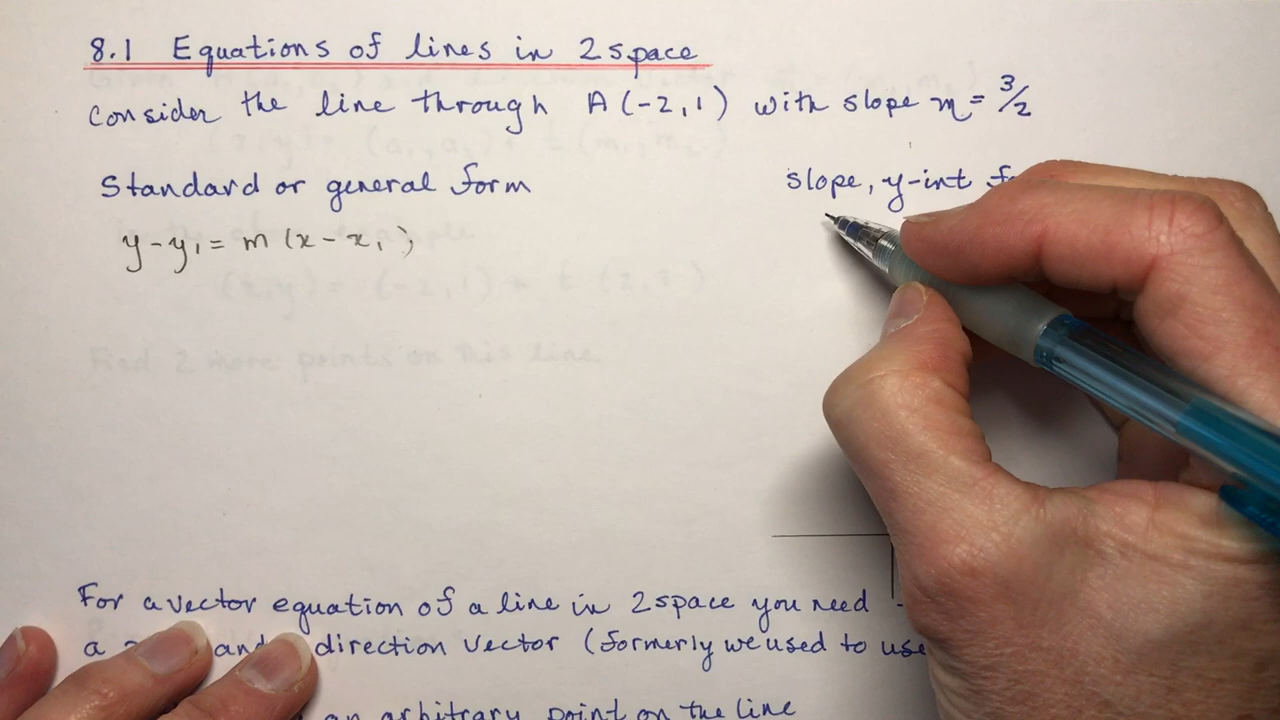 8.1 Equations of lines in 2space
Consider the line through A(-2,1) with slope m = 3/2
Standard or general form
slope, y-int
y-y₁= m (x-x₁)
For a vector equation of a line in 2space you need
a and direction vector (formerly we used to use
an arbitrary point on the line